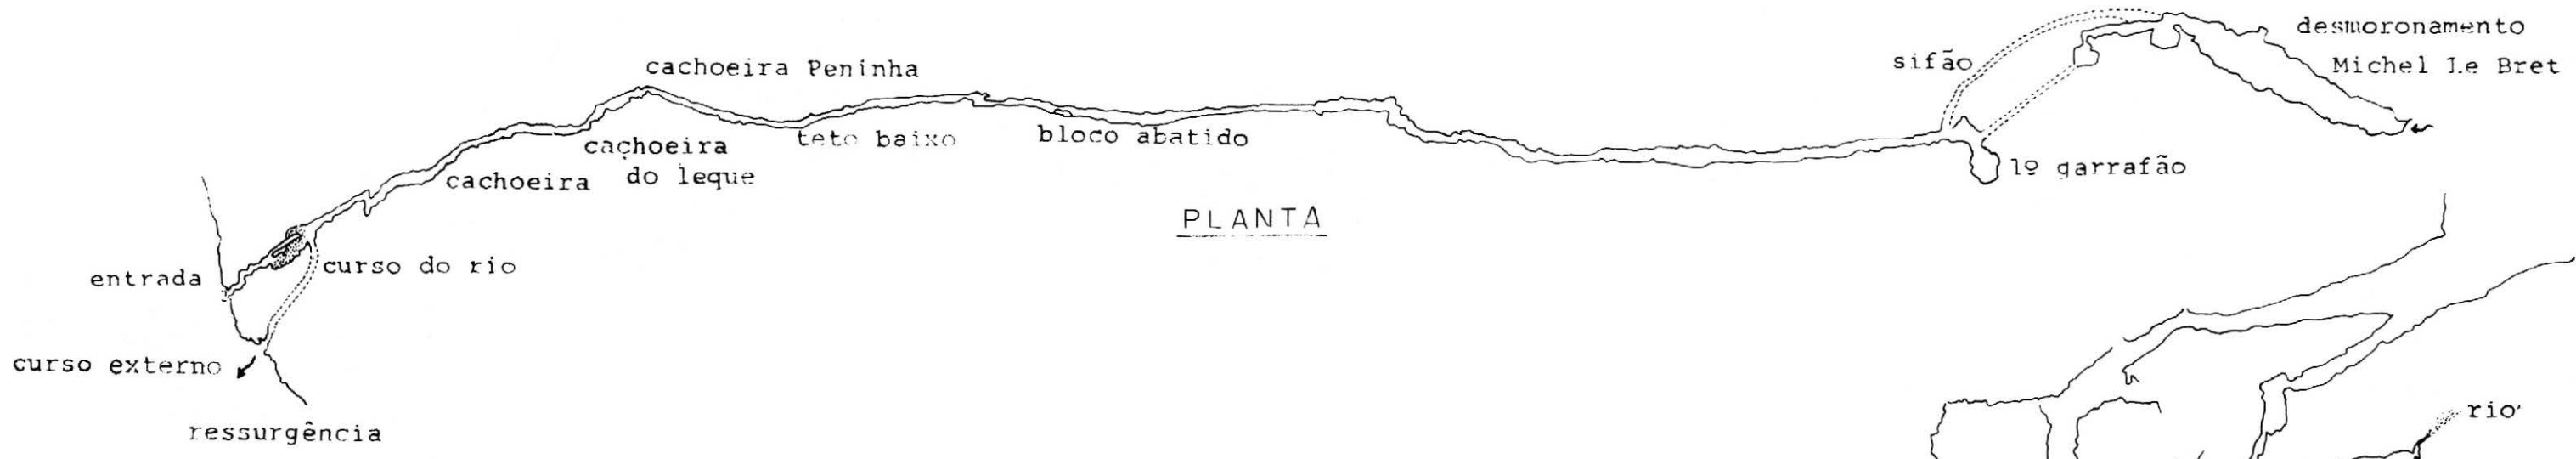 desmoronamento
Michel Le Bret
sifão
cachoeira Peninha
teto baixo
bloco abatido
cachoeira
do leque
cachoeira
1º garrafão
PLANTA
entrada
curso do rio
curso externo
ressurgência
rio